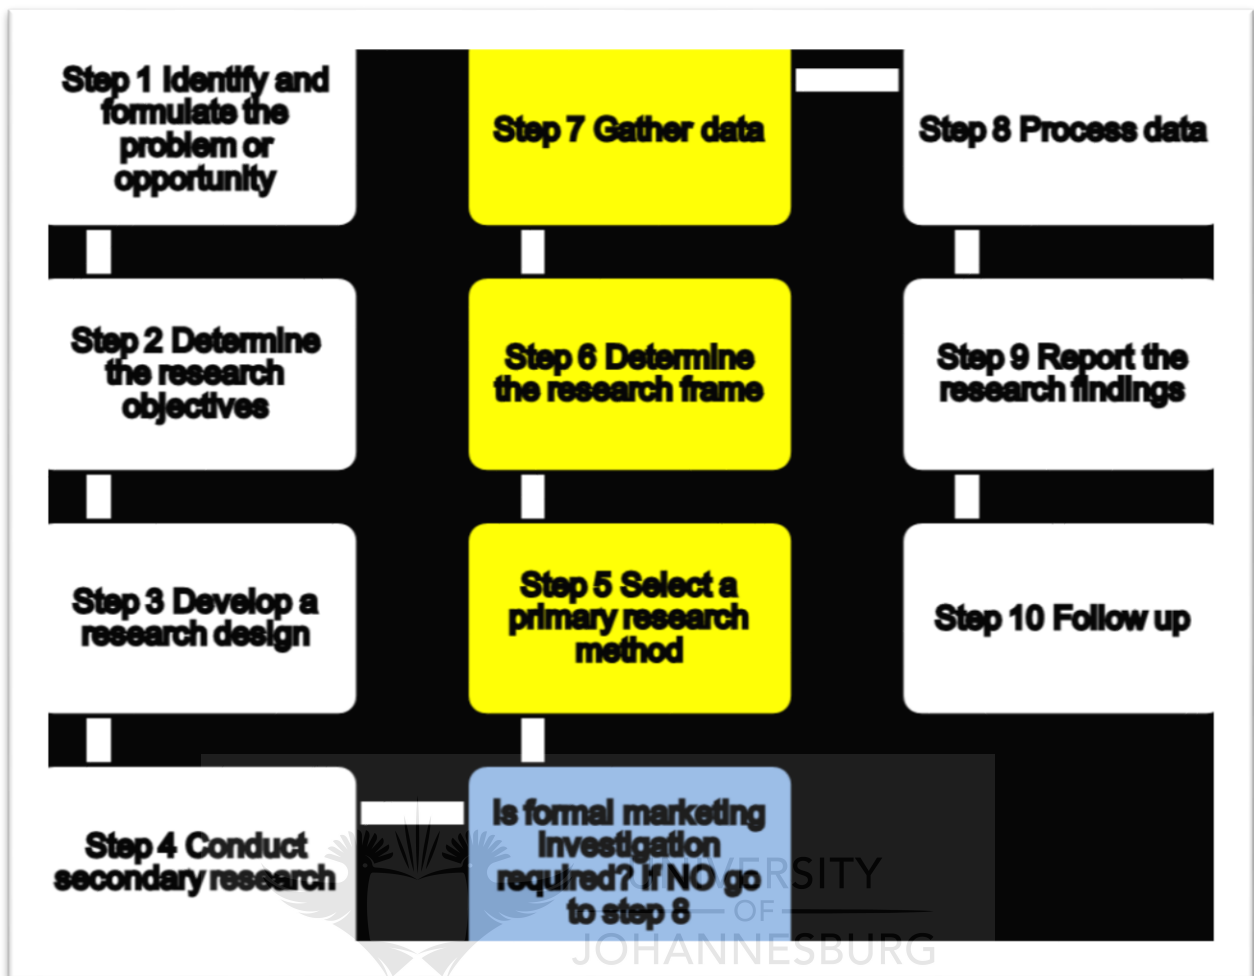 Step 1 Identify and
formulate the
problem or
opportunity
Step 2 Determine
the research
objectives
Step 3 Develop a
research design
Step 4 Conduct
secondary research
Is formal marketing
investigation
required? If NO go
to step 8
Step 5 Select a
primary research
method
Step 6 Determine
the research frame
Step 7 Gather data
Step 8 Process data
Step 9 Report the
research findings
Step 10 Follow up
UNIVERSITY
OF
JOHANNESBURG